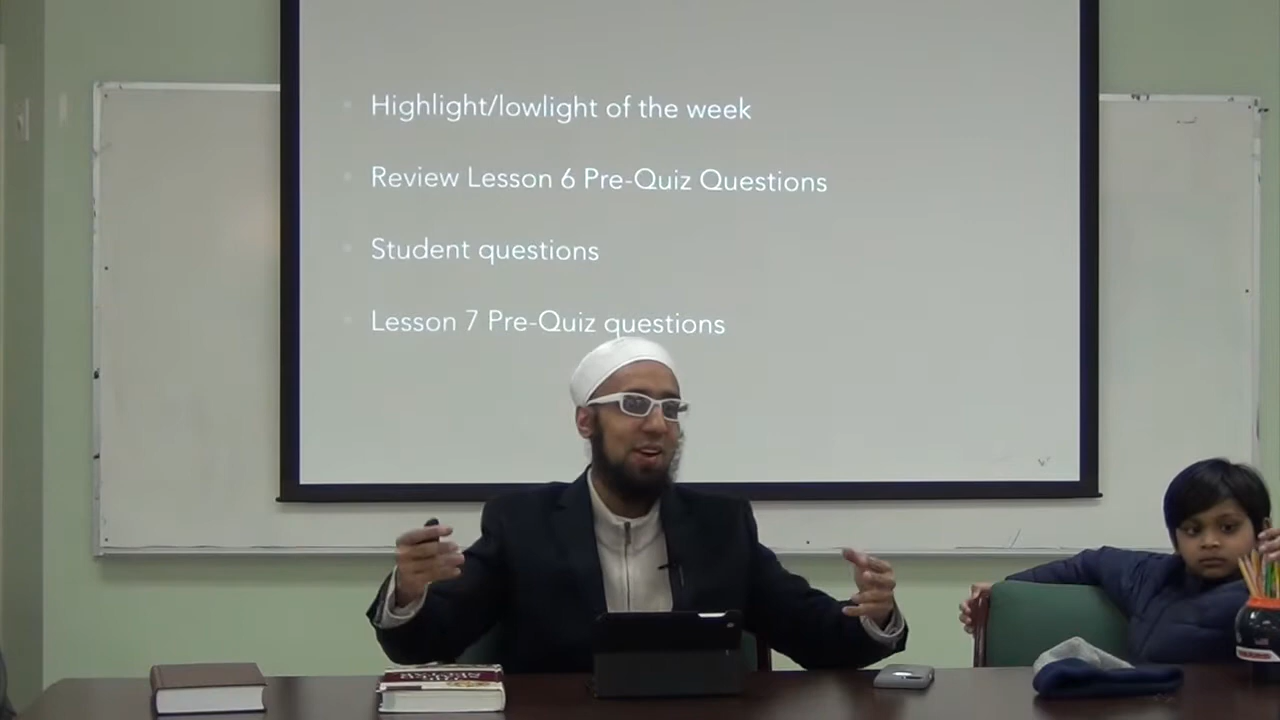 Highlight/lowlight of the week
Review Lesson 6 Pre-Quiz Questions
Student questions
Lesson 7 Pre-Quiz questions